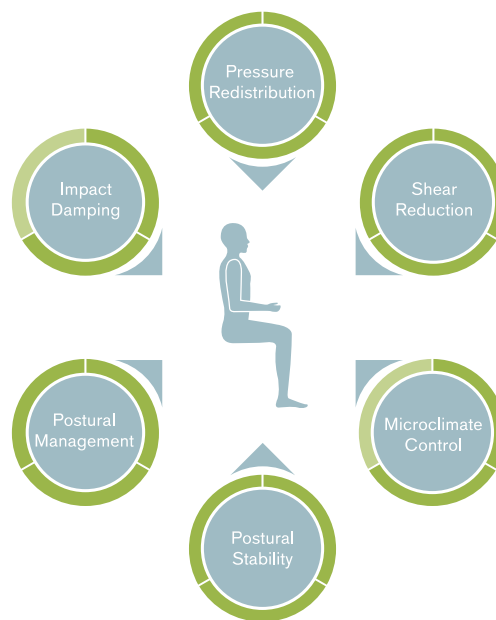 Pressure
Redistribution
Impact
Damping
Shear
Reduction
Postural
Management
Microclimate
Control
Postural
Stability